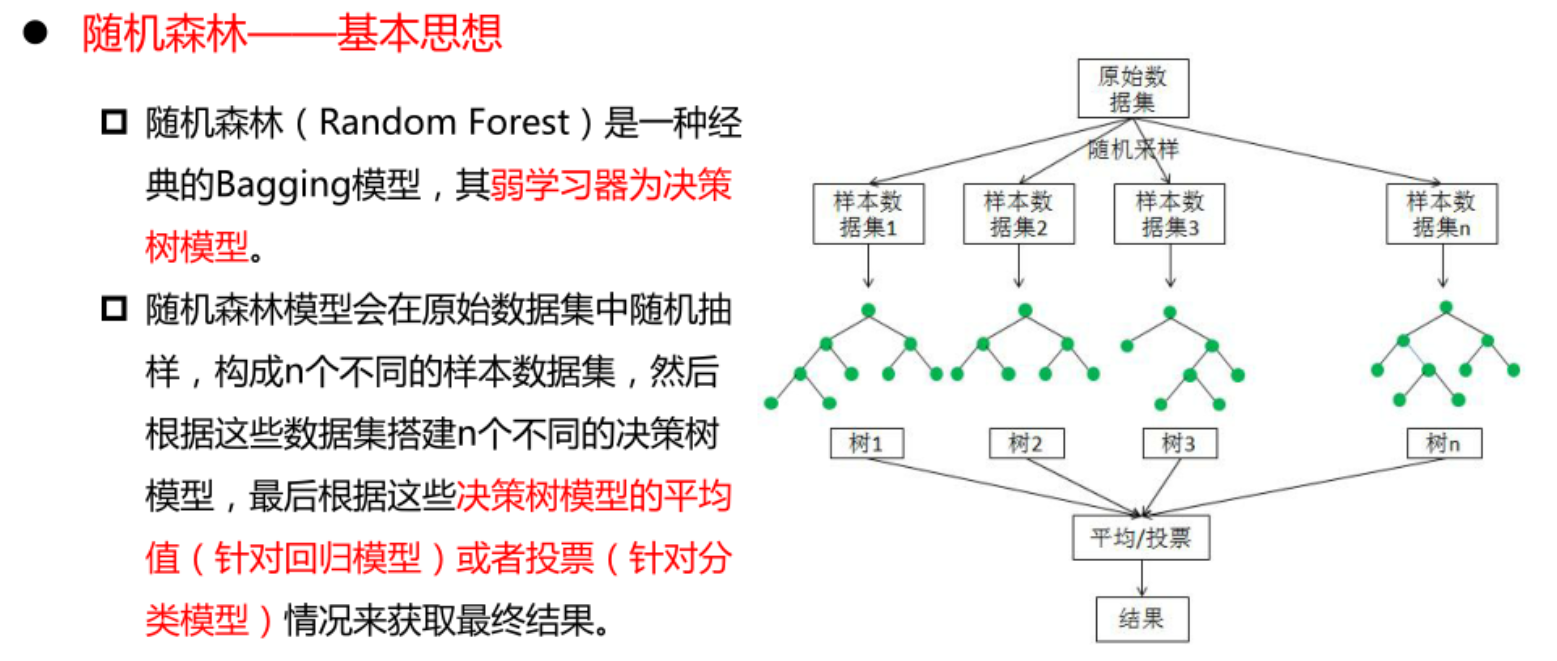 ● 随机森林——基本思想
随机森林（Random Forest）是一种经
典的Bagging模型，其弱学习器为决策
树模型。
随机森林模型会在原始数据集中随机抽
样，构成n个不同的样本数据集，然后
根据这些数据集搭建n个不同的决策树
模型，最后根据这些决策树模型的平均
值（针对回归模型）或者投票（针对分
类模型）情况来获取最终结果。
原始数
据集
随机采样
样本数
据集1
样本数
据集2
样本数
据集3
样本数
据集n
树1
树2
树3
树n
平均/投票
结果